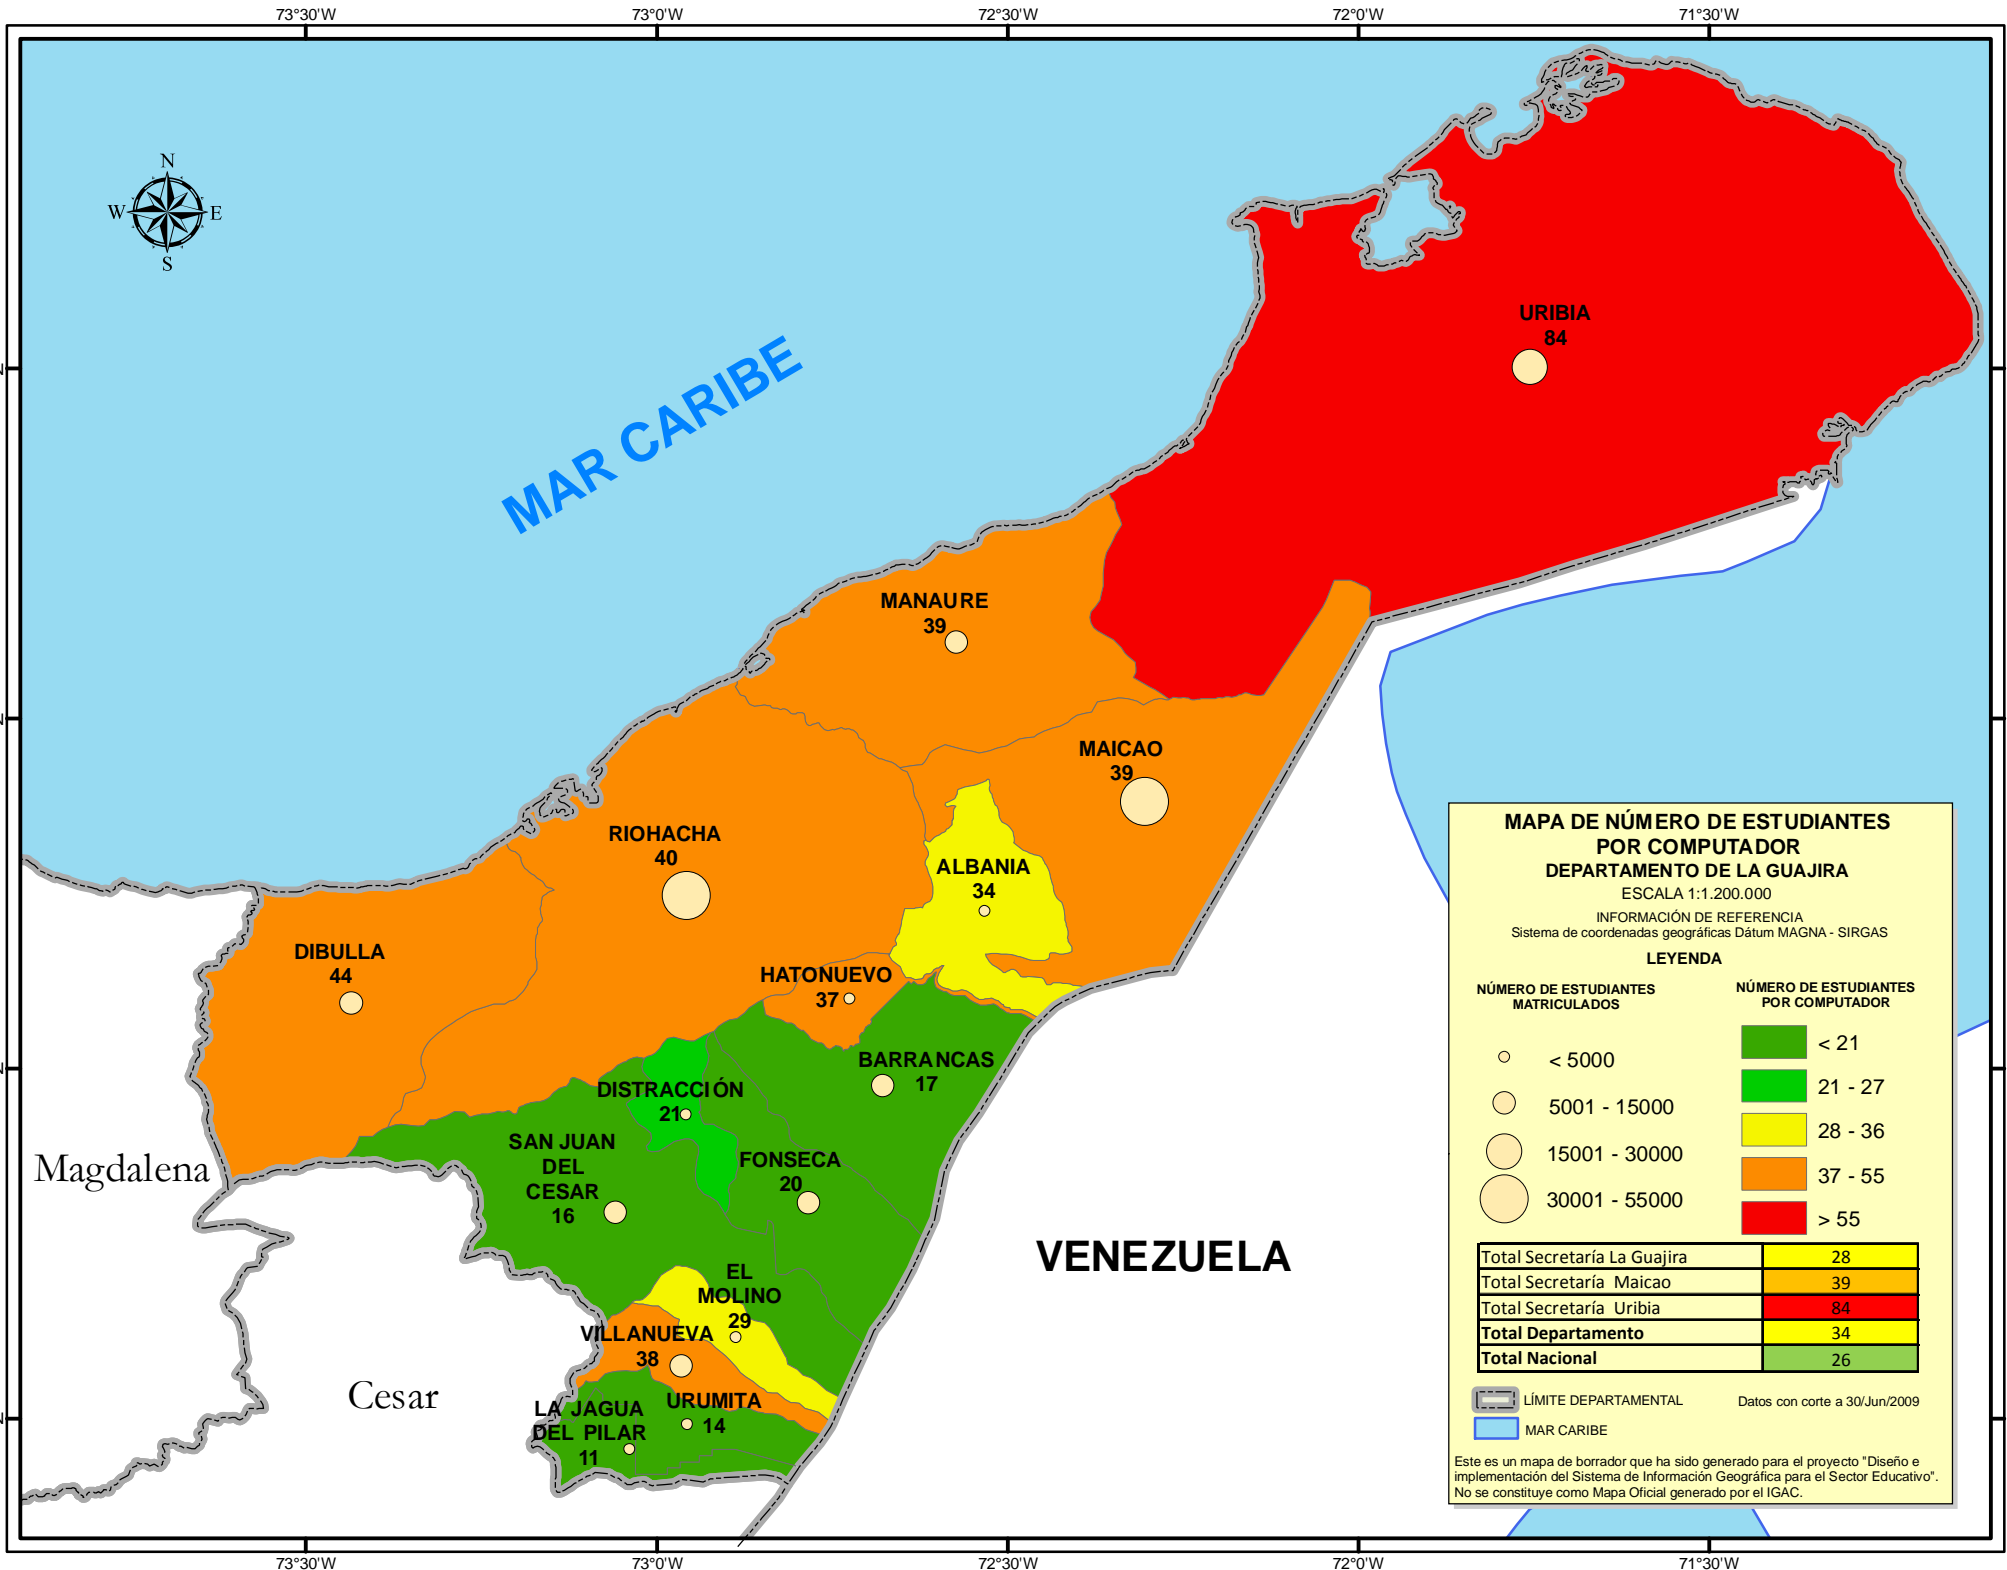 73°30'W
73°0'W
72°30'W
72°0'W
71°30'W
N
W
E
S
MAR CARIBE
URIBIA
84
MANAURE
39
MAICAO
39
RIOHACHA
40
ALBANIA
34
DIBULLA
44
HATONUEVO
37
BARRANCAS
17
DISTRACCIÓN
21
SAN JUAN
DEL
CESAR
16
FONSECA
20
Magdalena
VENEZUELA
EL
MOLINO
29
VILLANUEVA
38
Cesar
URUMITA
14
LA JAGUA
DEL PILAR
11
MAPA DE NÚMERO DE ESTUDIANTES
POR COMPUTADOR
DEPARTAMENTO DE LA GUAJIRA
ESCALA 1:1.200.000
INFORMACIÓN DE REFERENCIA
Sistema de coordenadas geográficas Dátum MAGNA - SIRGAS
LEYENDA
NÚMERO DE ESTUDIANTES
MATRICULADOS
< 5000
5001 - 15000
15001 - 30000
30001 - 55000
NÚMERO DE ESTUDIANTES
POR COMPUTADOR
< 21
21 - 27
28 - 36
37 - 55
> 55
Total Secretaría La Guajira 28
Total Secretaría Maicao 39
Total Secretaría Uribia 84
Total Departamento 34
Total Nacional 26
LÍMITE DEPARTAMENTAL
Datos con corte a 30/Jun/2009
MAR CARIBE
Este es un mapa de borrador que ha sido generado para el proyecto "Diseño e
implementación del Sistema de Información Geográfica para el Sector Educativo".
No se constituye como Mapa Oficial generado por el IGAC.
73°30'W
73°0'W
72°30'W
72°0'W
71°30'W